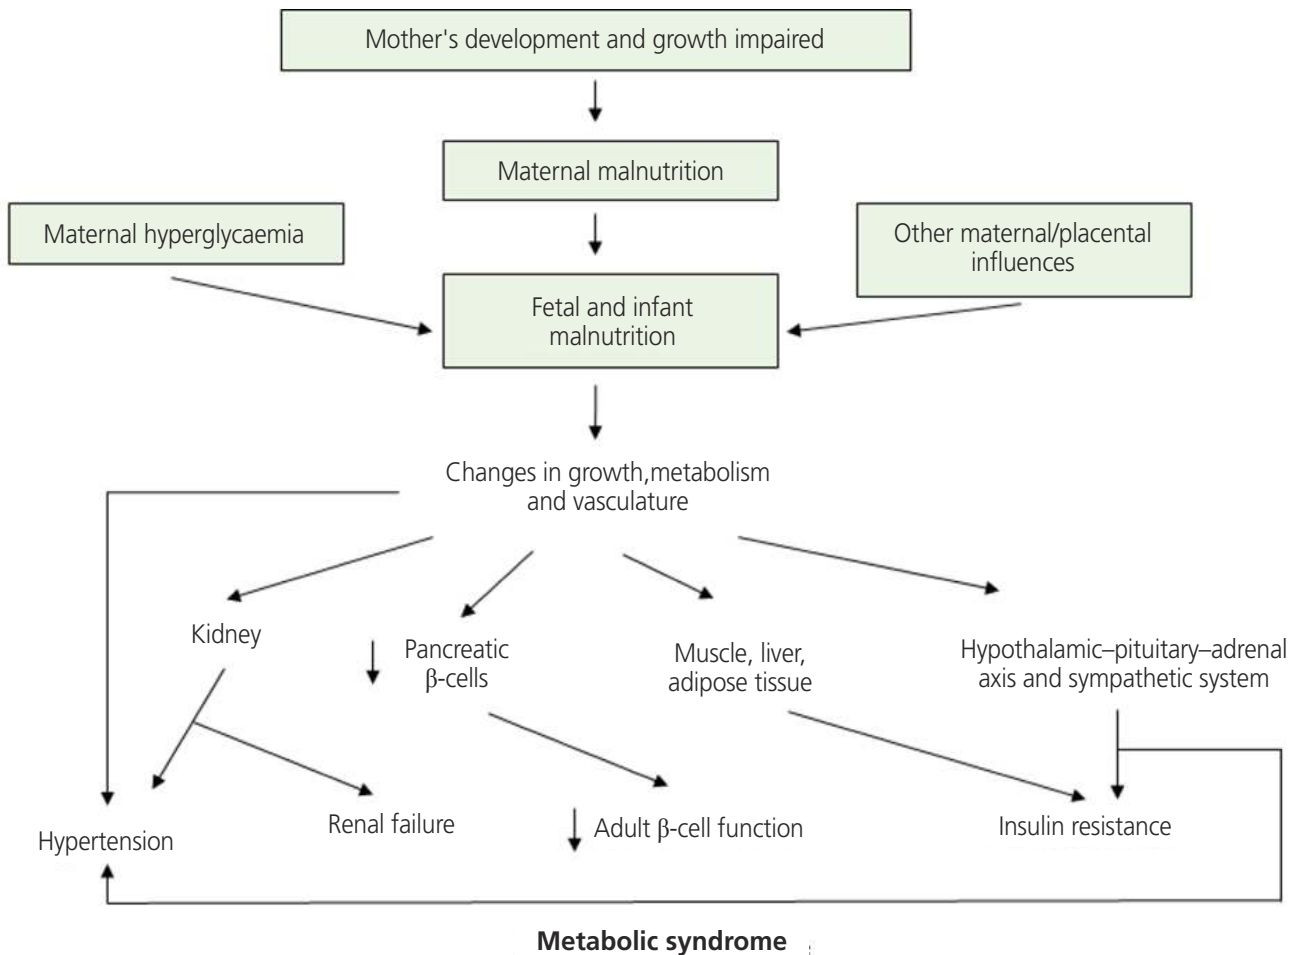 Mother's development and growth impaired
Maternal malnutrition
Maternal hyperglycaemia
Other maternal/placental
influences
Fetal and infant
malnutrition
Changes in growth,metabolism
and vasculature
Kidney
Pancreatic
β-cells
Muscle, liver,
adipose tissue
Hypothalamic–pituitary–adrenal
axis and sympathetic system
Hypertension
Renal failure
Adult β-cell function
Insulin resistance
Metabolic syndrome